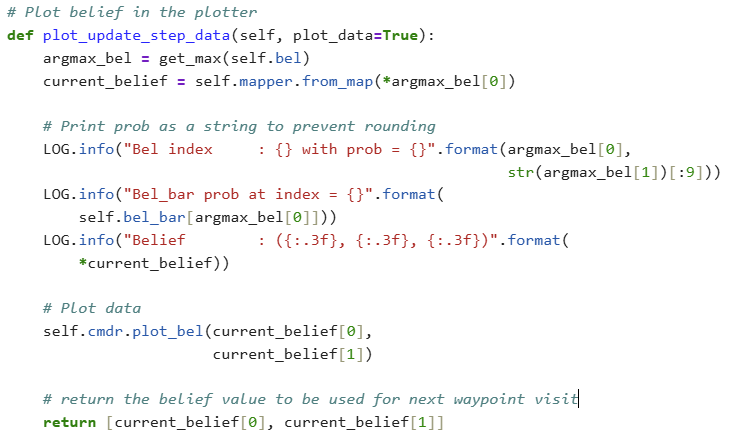 # Plot belief in the plotter
def plot_update_step_data(self, plot_data=True):
    argmax_bel = get_max(self.bel)
    current_belief = self.mapper.from_map(*argmax_bel[0])

    # Print prob as a string to prevent rounding
    LOG.info("Bel index     : {} with prob = {}".format(argmax_bel[0],
                                                        str(argmax_bel[1])[:9]))
    LOG.info("Bel_bar prob at index = {}".format(
        self.bel_bar[argmax_bel[0]]))
    LOG.info("Belief        : ({:.3f}, {:.3f}, {:.3f})".format(
        *current_belief))

    # Plot data
    self.cmdr.plot_bel(current_belief[0],
                       current_belief[1])

    # return the belief value to be used for next waypoint visit
    return [current_belief[0], current_belief[1]]